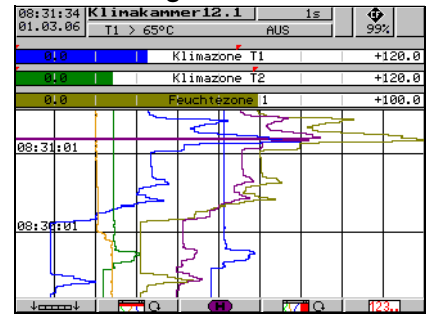 08:31:34 Klimakammer12.1 1s
01.03.06 T1 > 65°C AUS 99%
0.0 Klimazone T1 +120.0
0.0 Klimazone T2 +120.0
0.0 Feuchtezone 1 +100.0
08:31:01
08:30:01
H
123..